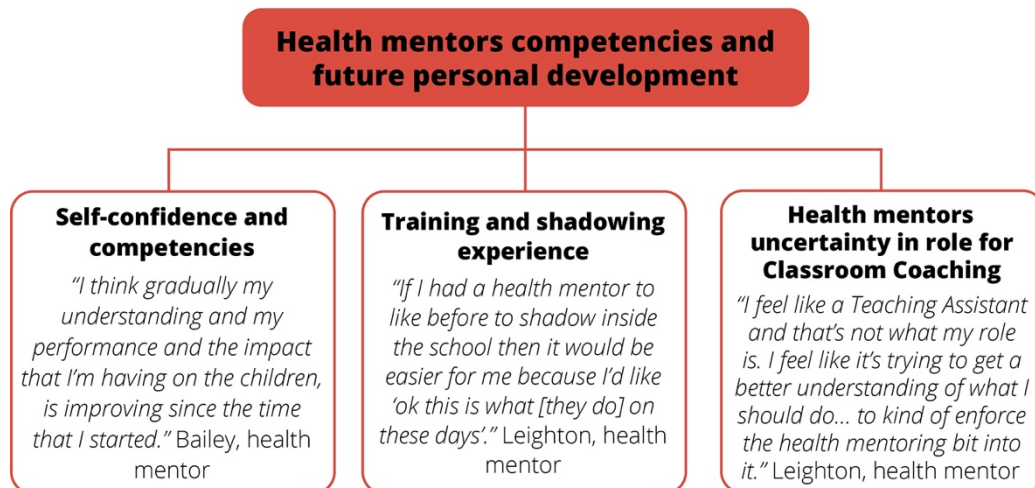 Health mentors competencies and
future personal development
Self-confidence and
competencies
“I think gradually my
understanding and my
performance and the impact
that I’m having on the children,
is improving since the time
that I started.” Bailey, health
mentor
Training and shadowing
experience
“If I had a health mentor to
like before to shadow inside
the school then it would be
easier for me because I’d like
‘ok this is what [they do] on
these days’.” Leighton, health
mentor
Health mentors
uncertainty in role for
Classroom Coaching
“I feel like a Teaching Assistant
and that’s not what my role
is. I feel like it’s trying to get a
better understanding of what I
should do... to kind of enforce
the health mentoring bit into
it.” Leighton, health mentor